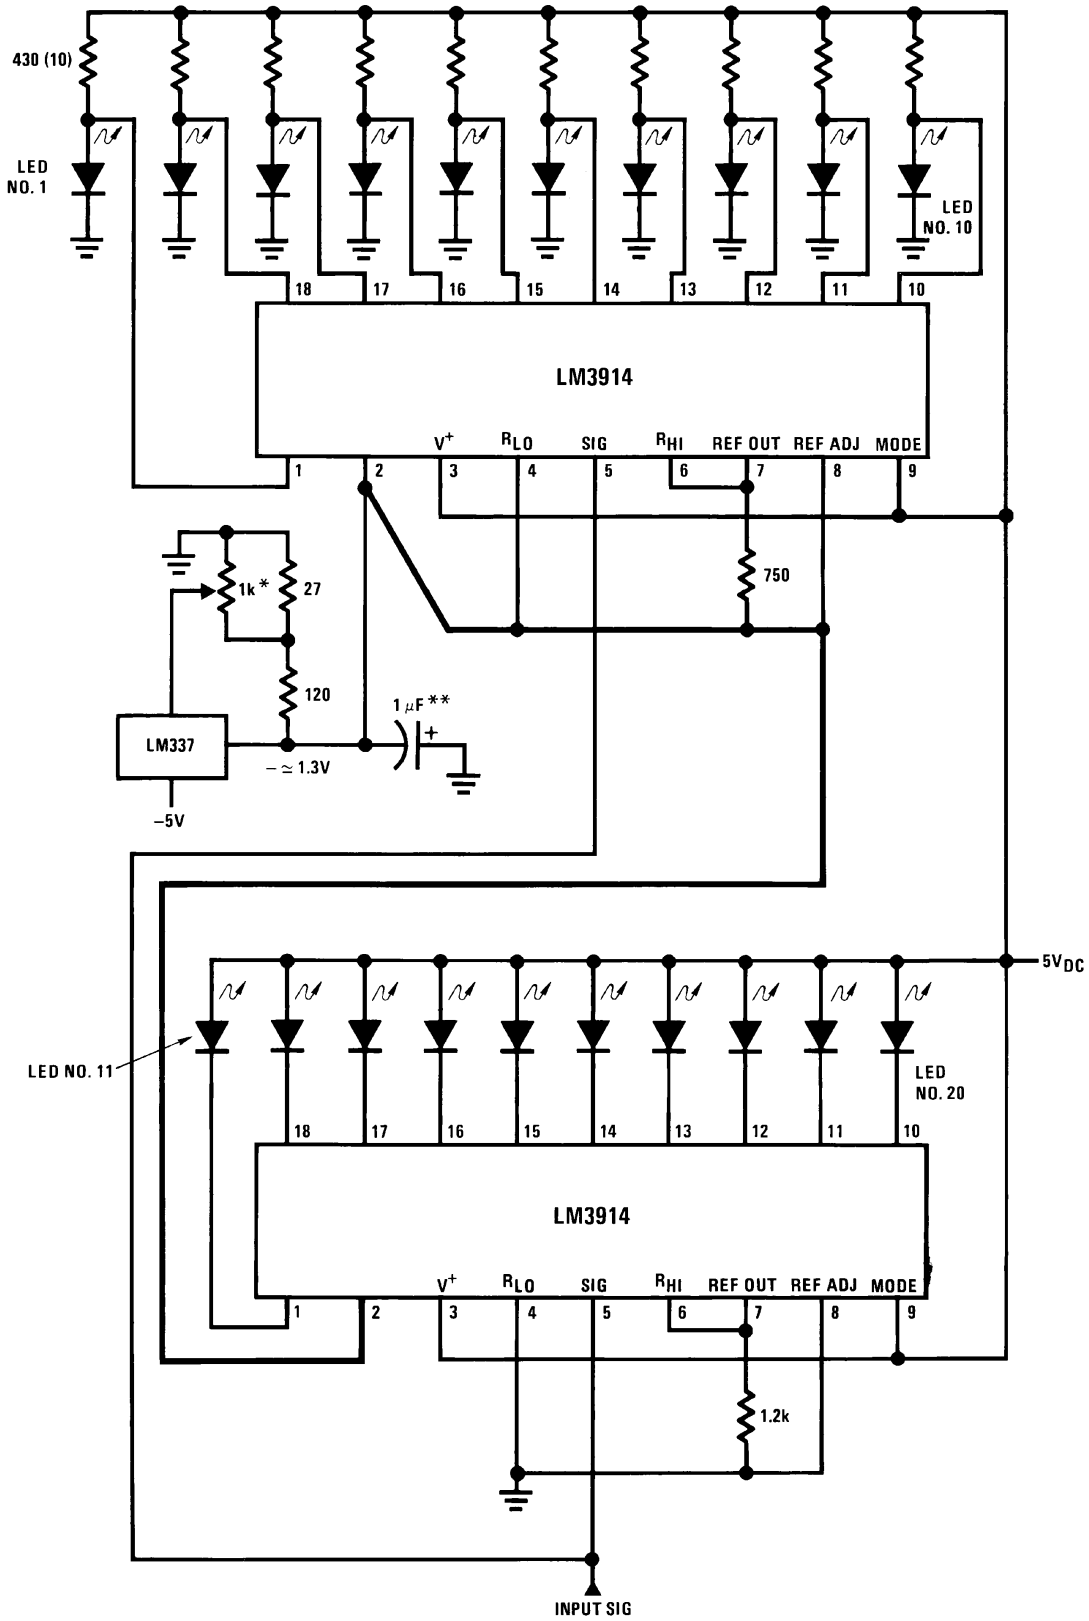 430 (10)
LED
NO. 1
LED
NO. 10
18 17 16 15 14 13 12 11 10
LM3914
V+ RLO SIG RHI REF OUT REF ADJ MODE
1 2 3 4 5 6 7 8 9
1k* 27
750
120
1 μF**
+
LM337
− ≃ 1.3V
−5V
5VDC
LED NO. 11
LED
NO. 20
18 17 16 15 14 13 12 11 10
LM3914
V+ RLO SIG RHI REF OUT REF ADJ MODE
1 2 3 4 5 6 7 8 9
1.2k
INPUT SIG